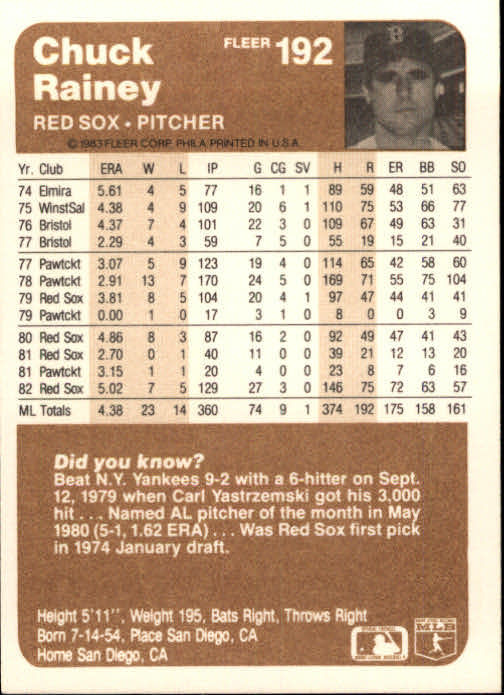 Chuck
Rainey
FLEER 192
RED SOX • PITCHER
© 1983 FLEER CORP. PHILA. PRINTED IN U.S.A.
Yr. Club ERA W L IP G CG SV H R ER BB SO
74 Elmira 5.61 4 5 77 16 1 1 89 59 48 51 63
75 WinstSal 4.38 4 9 109 20 6 1 110 75 53 66 77
76 Bristol 4.37 7 4 101 22 3 0 109 67 49 63 31
77 Bristol 2.29 4 3 59 7 5 0 55 19 15 21 40
77 Pawtckt 3.07 5 9 123 19 4 0 114 65 42 58 60
78 Pawtckt 2.91 13 7 170 24 5 0 169 71 55 75 104
79 Red Sox 3.81 8 5 104 20 4 1 97 47 44 41 41
79 Pawtckt 0.00 1 0 17 3 1 0 8 0 0 3 9
80 Red Sox 4.86 8 3 87 16 2 0 92 49 47 41 43
81 Red Sox 2.70 0 1 40 11 0 0 39 21 12 13 20
81 Pawtckt 3.15 1 1 20 4 0 0 23 8 7 6 16
82 Red Sox 5.02 7 5 129 27 3 0 146 75 72 63 57
ML Totals 4.38 23 14 360 74 9 1 374 192 175 158 161
Did you know?
Beat N.Y. Yankees 9-2 with a 6-hitter on Sept.
12, 1979 when Carl Yastrzemski got his 3,000
hit . . . Named AL pitcher of the month in May
1980 (5-1, 1.62 ERA) . . . Was Red Sox first pick
in 1974 January draft.
Height 5'11", Weight 195, Bats Right, Throws Right
Born 7-14-54, Place San Diego, CA
Home San Diego, CA
MLB